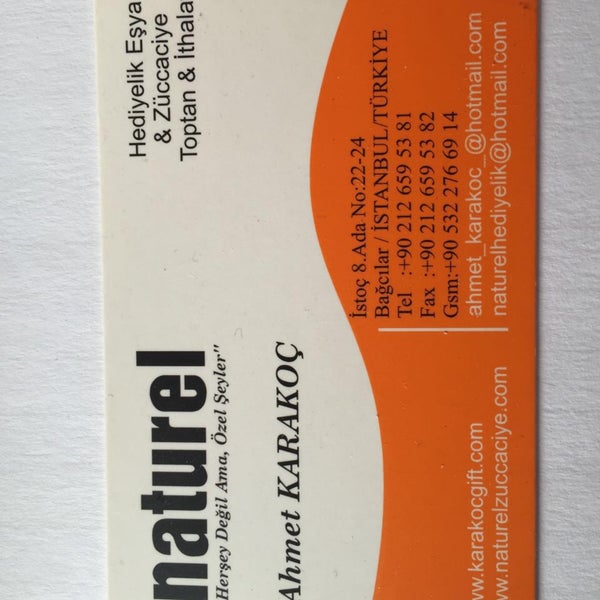 naturel
Herşey Değil Ama, Özel Şeyler"
Hediyelik Eşya
& Züccaciye
Toptan & İthala
Ahmet KARAKOÇ
İstoç 8.Ada No:22-24
Bağcılar / İSTANBUL/TÜRKİYE
Tel :+90 212 659 53 81
Fax :+90 212 659 53 82
Gsm:+90 532 276 69 14
www.karakocgift.com
www.naturelzuccaciye.com
ahmet_karakoc_@hotmail.com
naturelhediyelik@hotmail.com